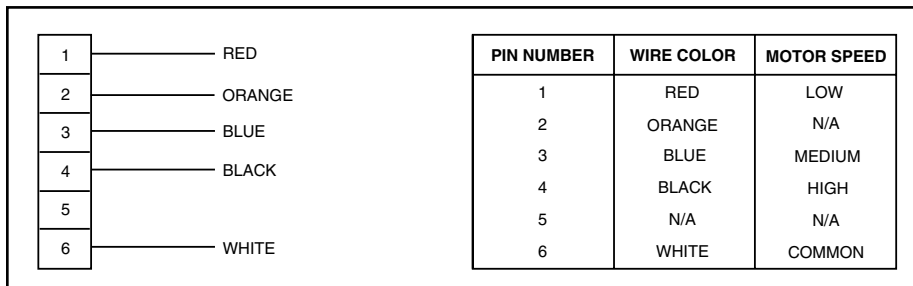 1 RED
2 ORANGE
3 BLUE
4 BLACK
5
6 WHITE
PIN NUMBER WIRE COLOR MOTOR SPEED
1 RED LOW
2 ORANGE N/A
3 BLUE MEDIUM
4 BLACK HIGH
5 N/A N/A
6 WHITE COMMON